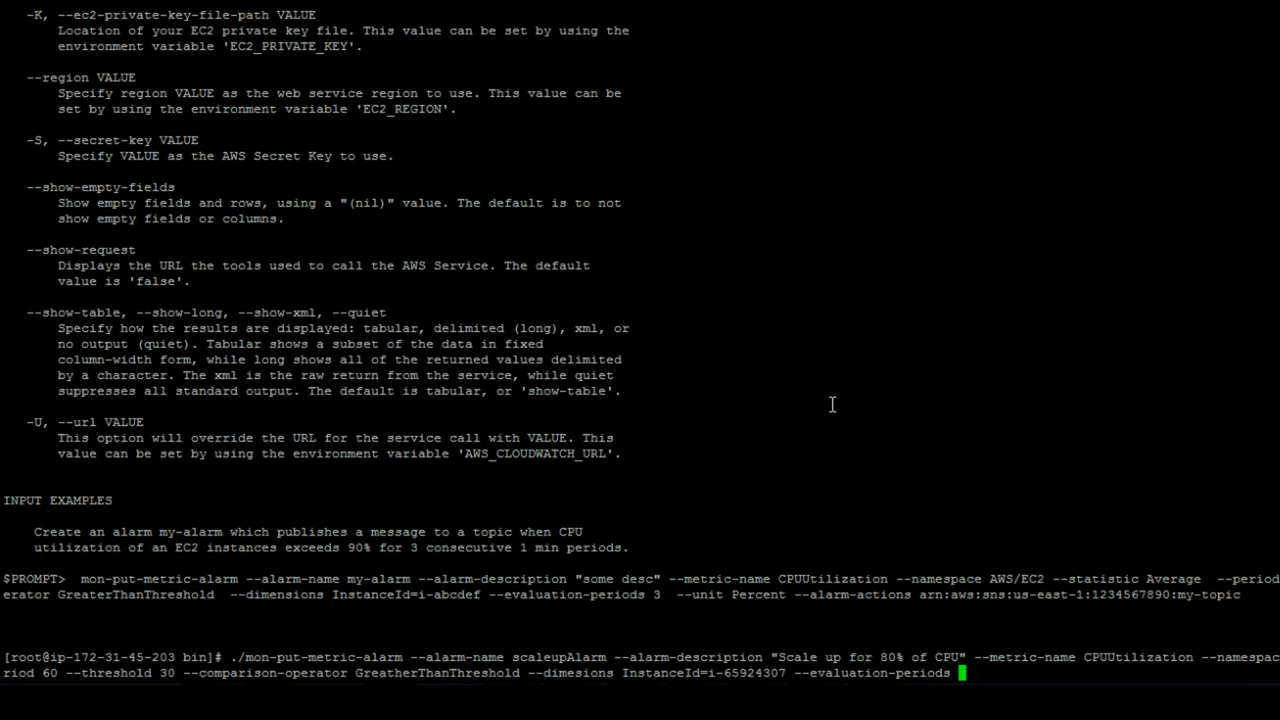 -K, --ec2-private-key-file-path VALUE
Location of your EC2 private key file. This value can be set by using the
environment variable 'EC2_PRIVATE_KEY'.
--region VALUE
Specify region VALUE as the web service region to use. This value can be
set by using the environment variable 'EC2_REGION'.
-S, --secret-key VALUE
Specify VALUE as the AWS Secret Key to use.
--show-empty-fields
Show empty fields and rows, using a "(nil)" value. The default is to not
show empty fields or columns.
--show-request
Displays the URL the tools used to call the AWS Service. The default
value is 'false'.
--show-table, --show-long, --show-xml, --quiet
Specify how the results are displayed: tabular, delimited (long), xml, or
no output (quiet). Tabular shows a subset of the data in fixed
column-width form, while long shows all of the returned values delimited
by a character. The xml is the raw return from the service, while quiet
suppresses all standard output. The default is tabular, or 'show-table'.
-U, --url VALUE
This option will override the URL for the service call with VALUE. This
value can be set by using the environment variable 'AWS_CLOUDWATCH_URL'.
INPUT EXAMPLES
Create an alarm my-alarm which publishes a message to a topic when CPU
utilization of an EC2 instances exceeds 90% for 3 consecutive 1 min periods.
$PROMPT>  mon-put-metric-alarm --alarm-name my-alarm --alarm-description "some desc" --metric-name CPUUtilization --namespace AWS/EC2 --statistic Average  --period
erator GreaterThanThreshold  --dimensions InstanceId=i-abcdef --evaluation-periods 3  --unit Percent --alarm-actions arn:aws:sns:us-east-1:1234567890:my-topic
[root@ip-172-31-45-203 bin]# ./mon-put-metric-alarm --alarm-name scaleupAlarm --alarm-description "Scale up for 80% of CPU" --metric-name CPUUtilization --namespac
riod 60 --threshold 30 --comparison-operator GreatherThanThreshold --dimesions InstanceId=i-65924307 --evaluation-periods